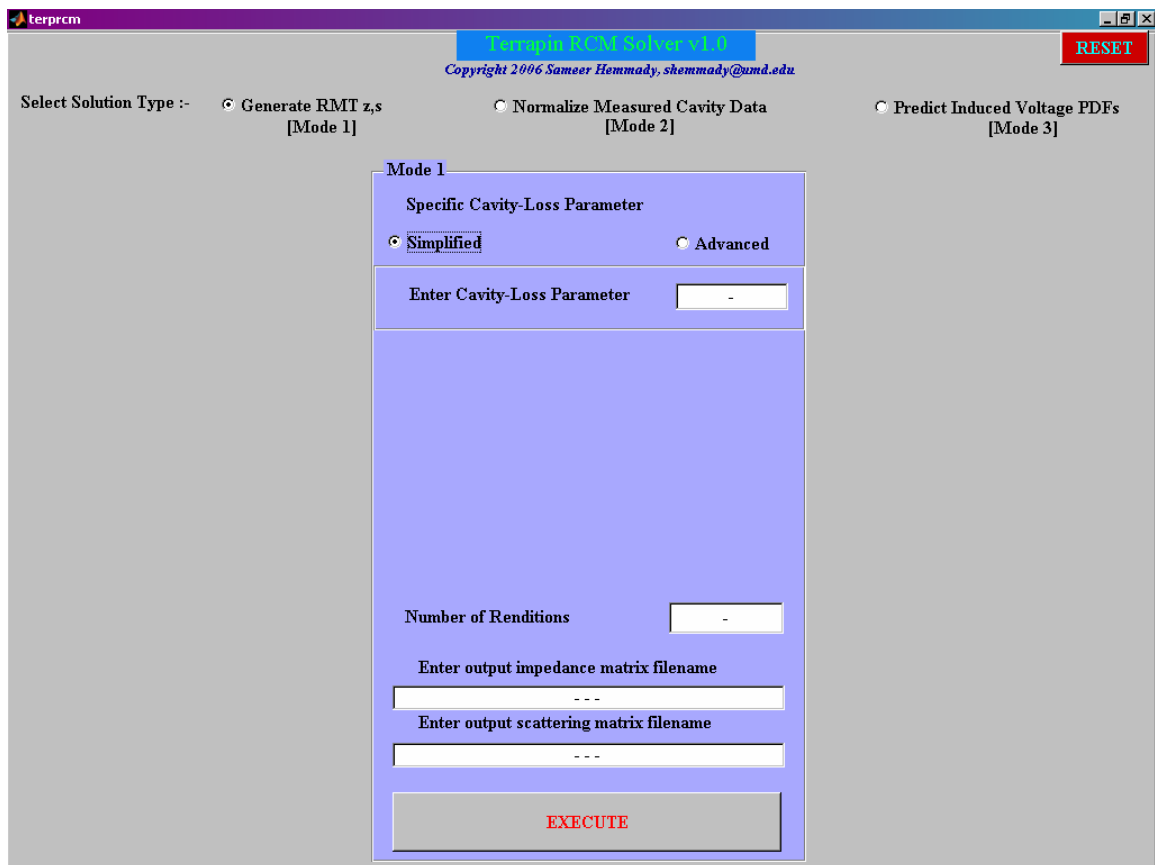 terprcm
Terrapin RCM Solver v1.0
RESET
Copyright 2006 Sameer Hemmady, shemmady@umd.edu
Select Solution Type :-
Generate RMT z,s
[Mode 1]
Normalize Measured Cavity Data
[Mode 2]
Predict Induced Voltage PDFs
[Mode 3]
Mode 1
Specific Cavity-Loss Parameter
Simplified
Advanced
Enter Cavity-Loss Parameter
-
Number of Renditions
-
Enter output impedance matrix filename
- - -
Enter output scattering matrix filename
- - -
EXECUTE